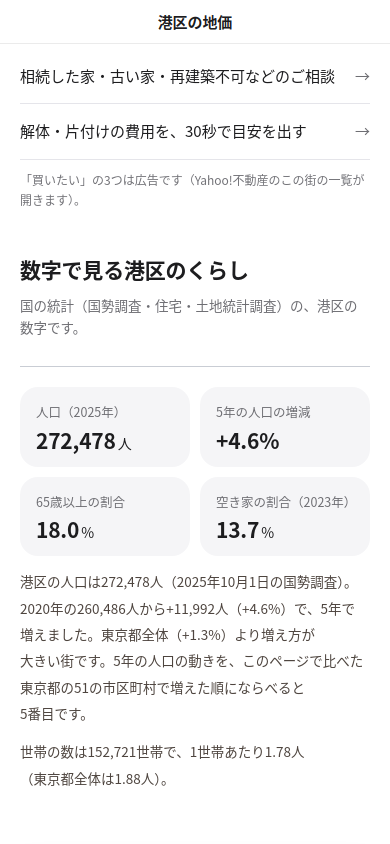 港区の地価
相続した家・古い家・再建築不可などのご相談 →
解体・片付けの費用を、30秒で目安を出す →
「買いたい」の3つは広告です（Yahoo!不動産のこの街の一覧が
開きます）。
数字で見る港区のくらし
国の統計（国勢調査・住宅・土地統計調査）の、港区の
数字です。
人口（2025年）
272,478人
5年の人口の増減
+4.6%
65歳以上の割合
18.0%
空き家の割合（2023年）
13.7%
港区の人口は272,478人（2025年10月1日の国勢調査）。
2020年の260,486人から+11,992人（+4.6%）で、5年で
増えました。東京都全体（+1.3%）より増え方が
大きい街です。5年の人口の動きを、このページで比べた
東京都の51の市区町村で増えた順にならべると
5番目です。
世帯の数は152,721世帯で、1世帯あたり1.78人
（東京都全体は1.88人）。